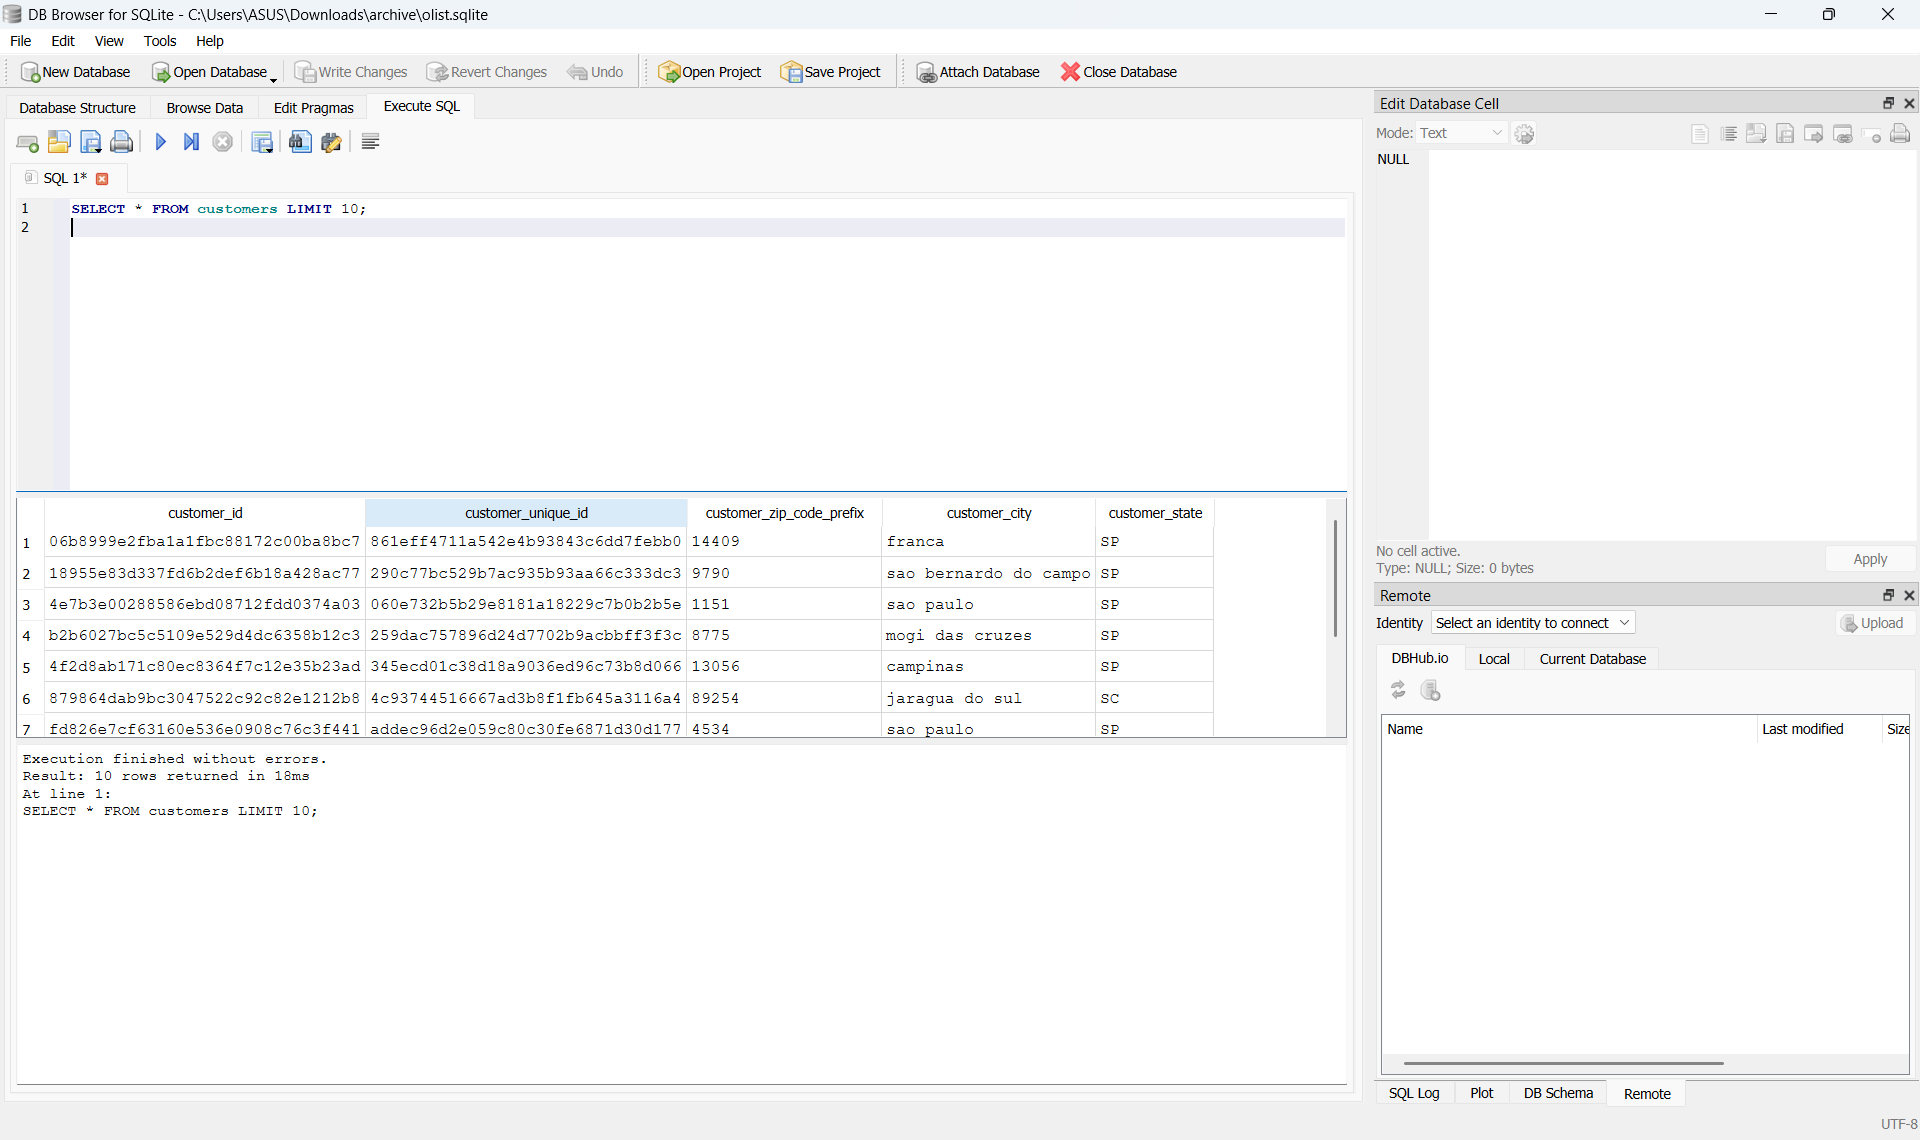 DB Browser for SQLite - C:\Users\ASUS\Downloads\archive\olist.sqlite
File Edit View Tools Help
New Database Open Database Write Changes Revert Changes Undo Open Project Save Project Attach Database Close Database
Database Structure Browse Data Edit Pragmas Execute SQL
SQL 1*
1 SELECT * FROM customers LIMIT 10;
2
customer_id customer_unique_id customer_zip_code_prefix customer_city customer_state
1 06b8999e2fba1a1fbc88172c00ba8bc7 861eff4711a542e4b93843c6dd7febb0 14409 franca SP
2 18955e83d337fd6b2def6b18a428ac77 290c77bc529b7ac935b93aa66c333dc3 9790 sao bernardo do campo SP
3 4e7b3e00288586ebd08712fdd0374a03 060e732b5b29e8181a18229c7b0b2b5e 1151 sao paulo SP
4 b2b6027bc5c5109e529d4dc6358b12c3 259dac757896d24d7702b9acbbff3f3c 8775 mogi das cruzes SP
5 4f2d8ab171c80ec8364f7c12e35b23ad 345ecd01c38d18a9036ed96c73b8d066 13056 campinas SP
6 879864dab9bc3047522c92c82e1212b8 4c93744516667ad3b8f1fb645a3116a4 89254 jaragua do sul SC
7 fd826e7cf63160e536e0908c76c3f441 addec96d2e059c80c30fe6871d30d177 4534 sao paulo SP
Execution finished without errors.
Result: 10 rows returned in 18ms
At line 1:
SELECT * FROM customers LIMIT 10;
Edit Database Cell
Mode: Text
NULL
No cell active.
Type: NULL; Size: 0 bytes
Apply
Remote
Identity Select an identity to connect Upload
DBHub.io Local Current Database
Name Last modified Size
SQL Log Plot DB Schema Remote
UTF-8